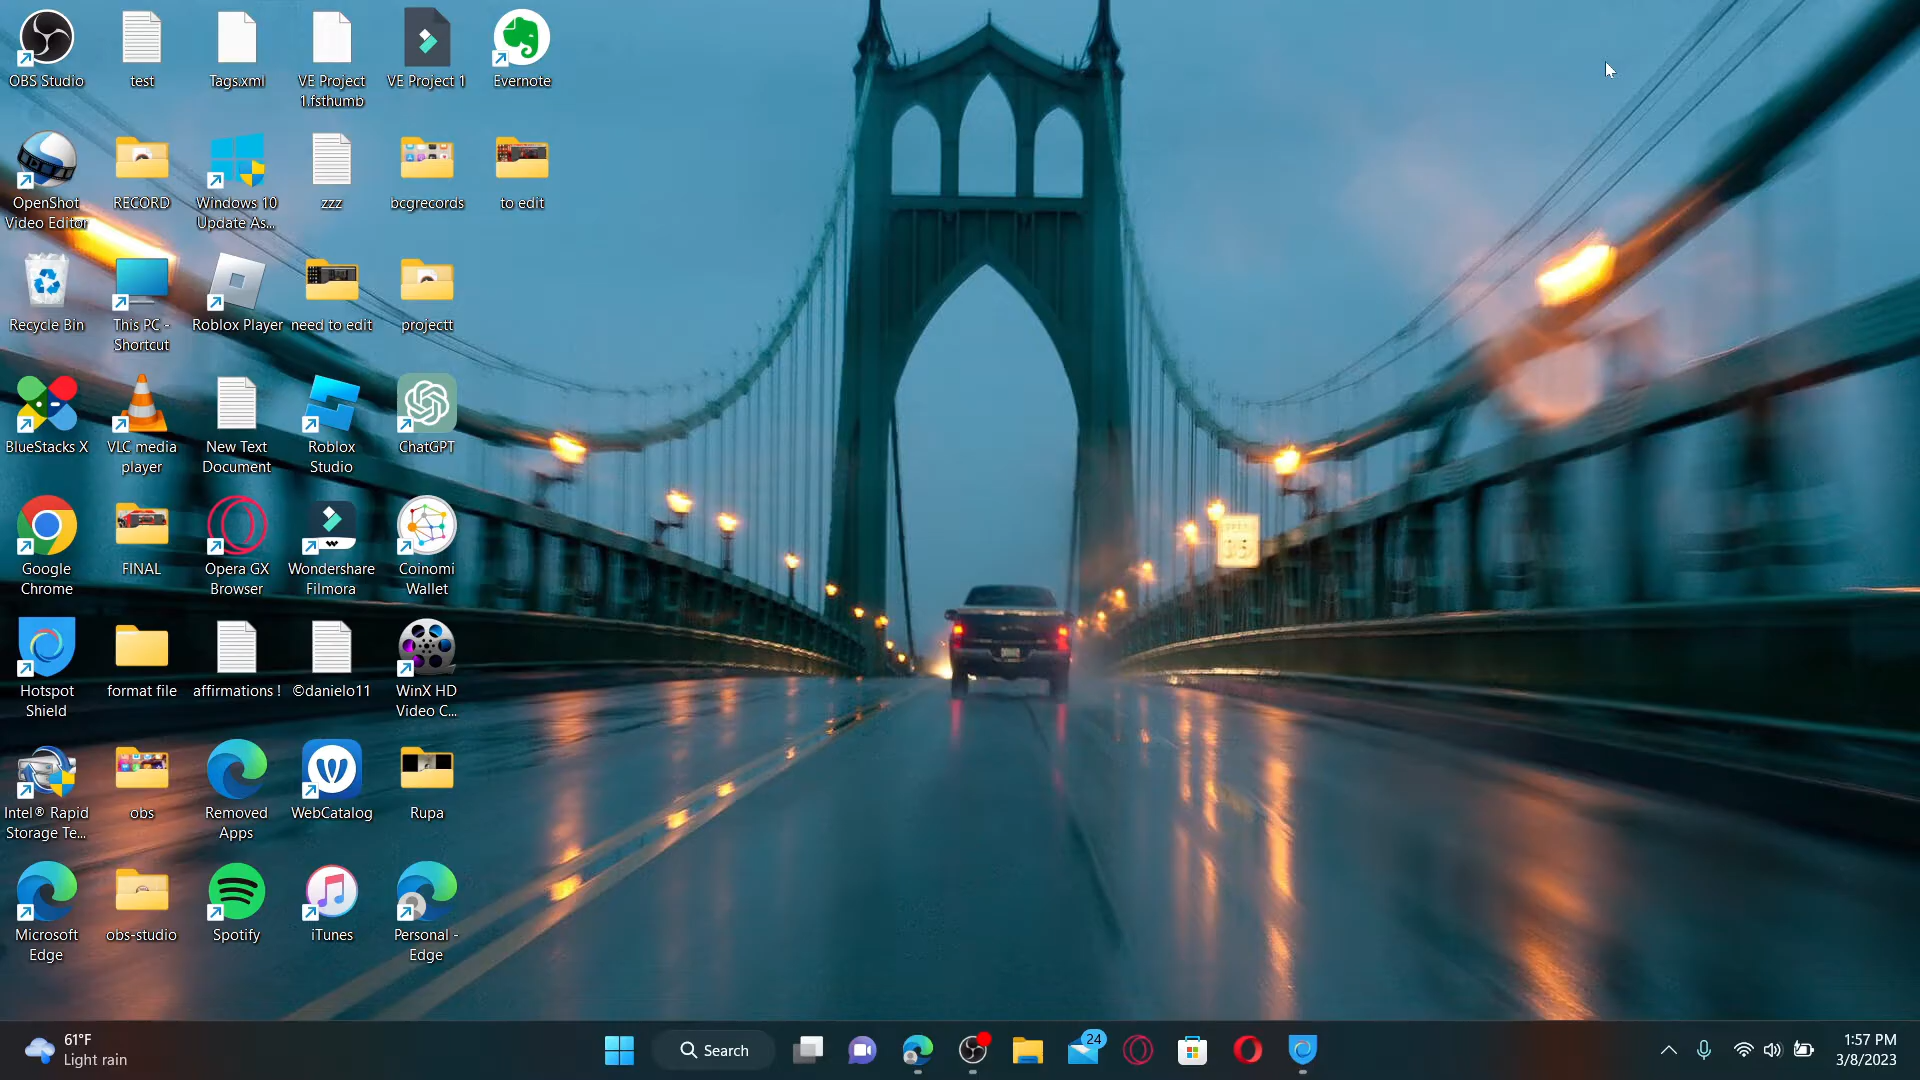 OBS Studio
test
Tags.xml
VE Project
1.fsthumb
VE Project 1
Evernote
OpenShot
Video Editor
RECORD
Windows 10
Update As...
zzz
bcgrecords
to edit
Recycle Bin
This PC -
Shortcut
Roblox Player
need to edit
projectt
BlueStacks X
VLC media
player
New Text
Document
Roblox
Studio
ChatGPT
Google
Chrome
FINAL
Opera GX
Browser
Wondershare
Filmora
Coinomi
Wallet
Hotspot
Shield
format file
affirmations !
©danielo11
WinX HD
Video C...
Intel® Rapid
Storage Te...
obs
Removed
Apps
WebCatalog
Rupa
Microsoft
Edge
obs-studio
Spotify
iTunes
Personal -
Edge
61°F
Light rain
Search
24
1:57 PM
3/8/2023